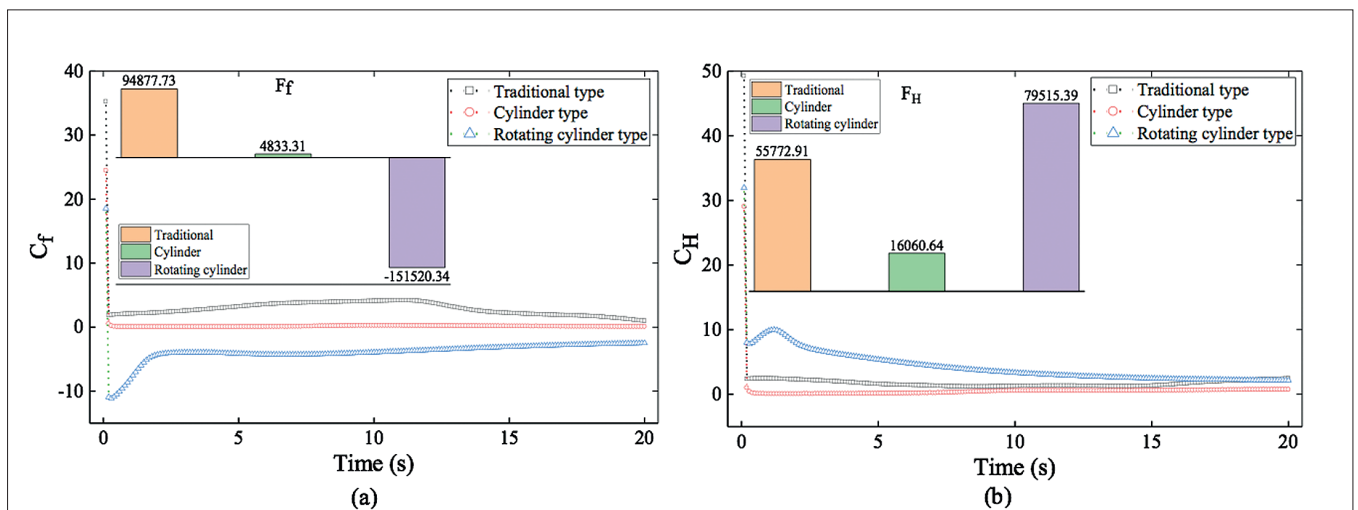 94877.73
Ff
4833.31
-151520.34
Traditional
Cylinder
Rotating cylinder
Traditional type
Cylinder type
Rotating cylinder type
40
30
20
10
0
-10
Cf
0
5
10
15
20
Time (s)
(a)
Traditional
Cylinder
Rotating cylinder
FH
79515.39
55772.91
16060.64
Traditional type
Cylinder type
Rotating cylinder type
50
40
30
20
10
0
CH
0
5
10
15
20
Time (s)
(b)